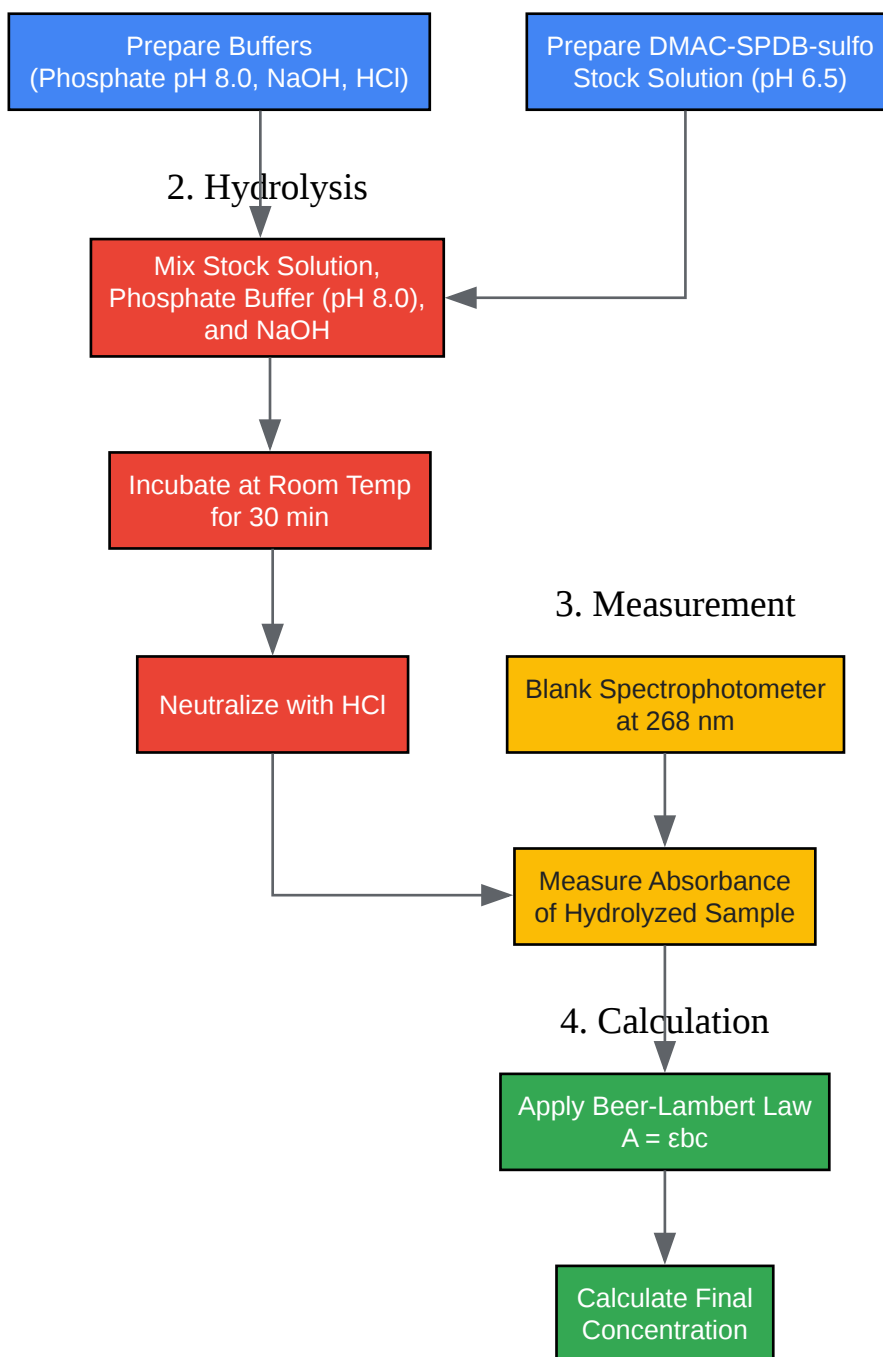 Prepare Buffers
(Phosphate pH 8.0, NaOH, HCl)
Prepare DMAC-SPDB-sulfo
Stock Solution (pH 6.5)
2. Hydrolysis
Mix Stock Solution,
Phosphate Buffer (pH 8.0),
and NaOH
Incubate at Room Temp
for 30 min
Neutralize with HCl
3. Measurement
Blank Spectrophotometer
at 268 nm
Measure Absorbance
of Hydrolyzed Sample
4. Calculation
Apply Beer-Lambert Law
A = εbc
Calculate Final
Concentration